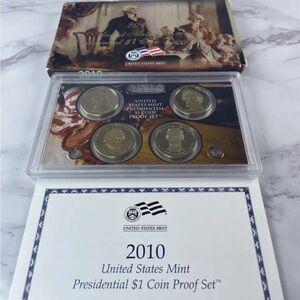 UNITED STATES MINT
2010
UNITED
STATES MINT
PRESIDENTIAL
$1 COIN
PROOF SET™
UNITED STATES MINT
2010
United States Mint
Presidential $1 Coin Proof Set™